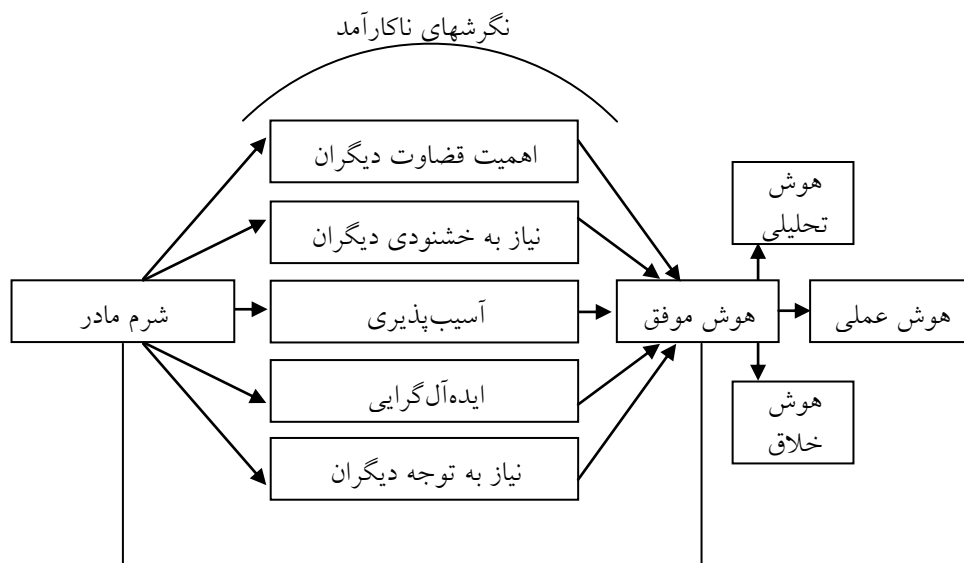 نگرشهای ناکارآمد
اهمیت قضاوت دیگران
نیاز به خشنودی دیگران
آسیب‌پذیری
ایده‌آل‌گرایی
نیاز به توجه دیگران
شرم مادر
هوش موفق
هوش
تحلیلی
هوش عملی
هوش
خلاق